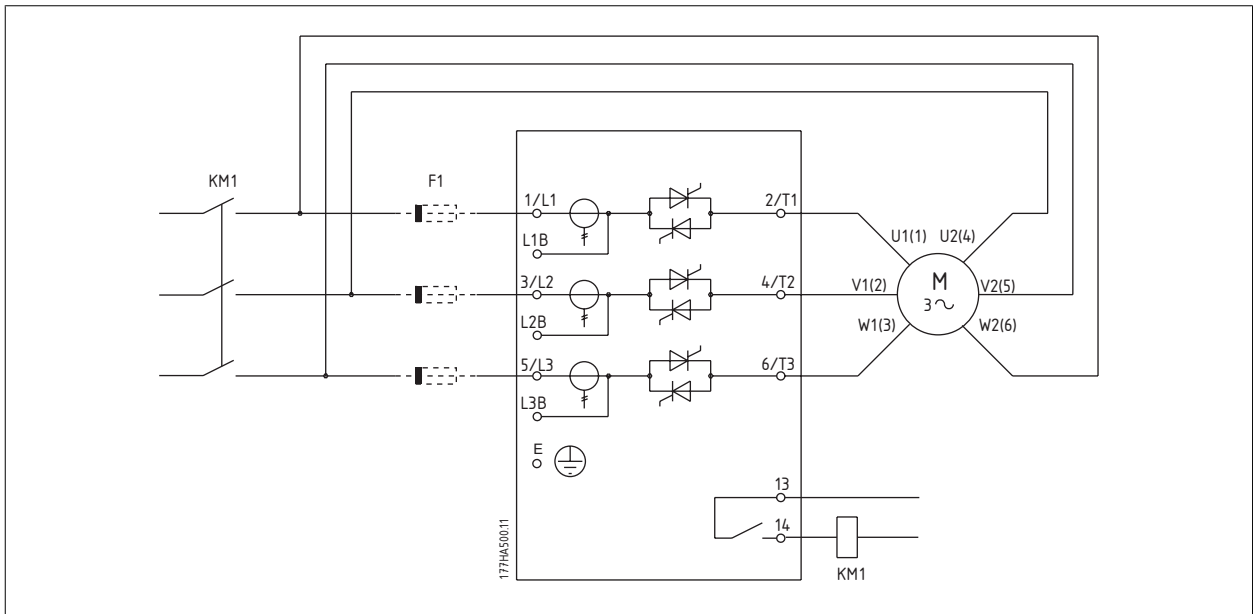 KM1
F1
1/L1
2/T1
L1B
U1(1)
U2(4)
3/L2
4/T2
V1(2)
M
3~
V2(5)
L2B
W1(3)
W2(6)
5/L3
6/T3
L3B
E
13
14
KM1
177HA500.11